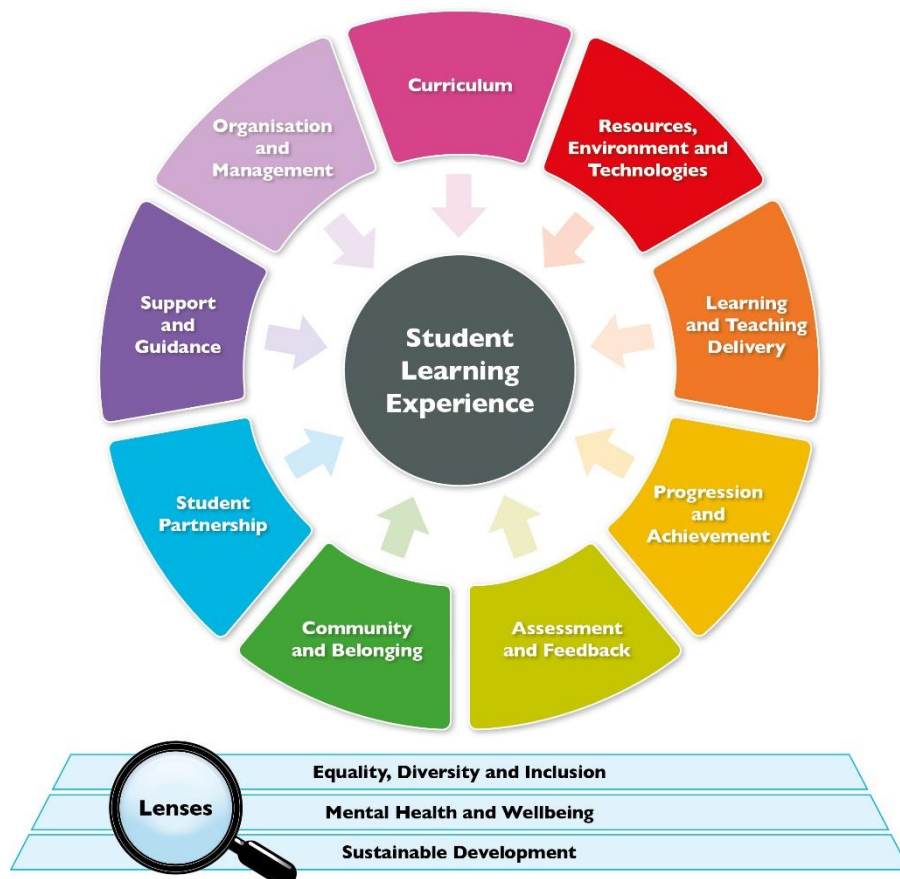 Curriculum
Resources,
Environment and
Technologies
Learning
and Teaching
Delivery
Progression
and
Achievement
Assessment
and Feedback
Community
and Belonging
Student
Partnership
Support
and
Guidance
Organisation
and
Management
Student
Learning
Experience
Lenses
Equality, Diversity and Inclusion
Mental Health and Wellbeing
Sustainable Development